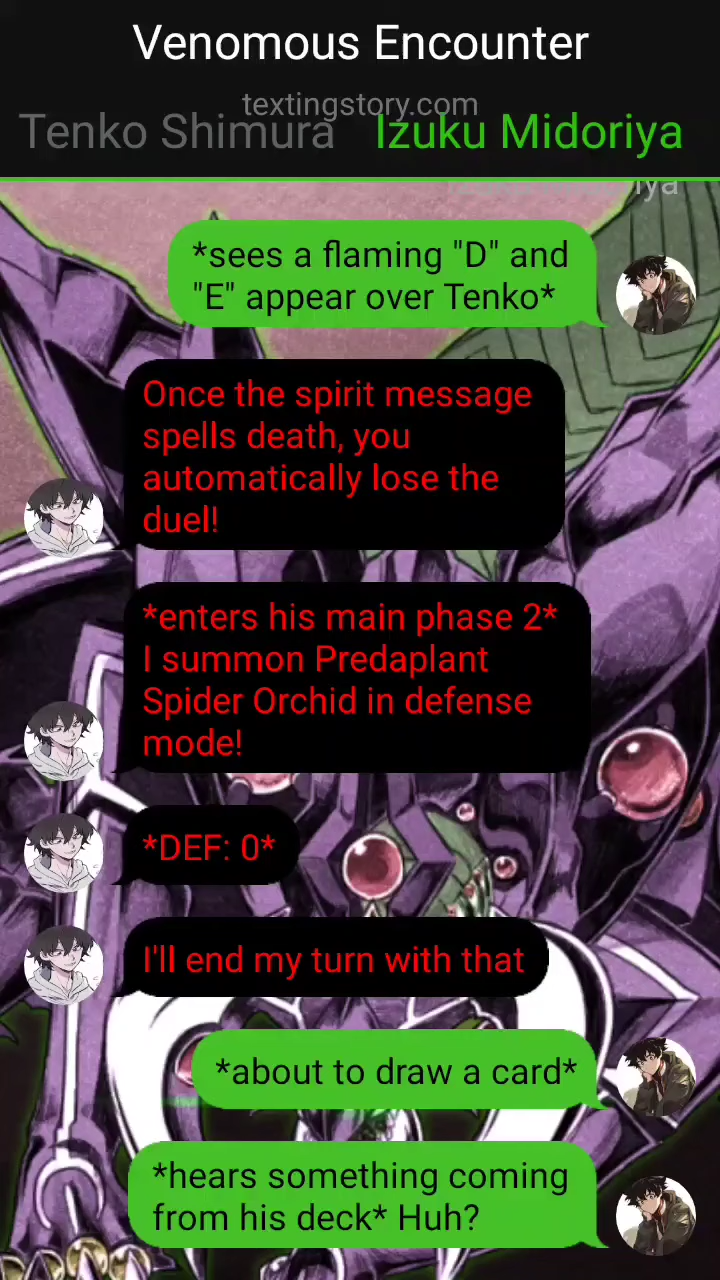 Venomous Encounter
textingstory.com
Tenko Shimura Izuku Midoriya
*sees a flaming "D" and
"E" appear over Tenko*
Once the spirit message
spells death, you
automatically lose the
duel!
*enters his main phase 2*
I summon Predaplant
Spider Orchid in defense
mode!
*DEF: 0*
I'll end my turn with that
*about to draw a card*
*hears something coming
from his deck* Huh?